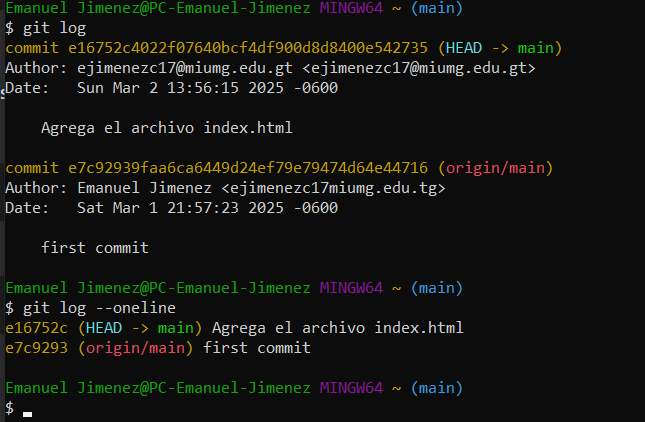 Emanuel Jimenez@PC-Emanuel-Jimenez MINGW64 ~ (main)
$ git log
commit e16752c4022f07640bcf4df900d8d8400e542735 (HEAD -> main)
Author: ejimenezc17@miumg.edu.gt <ejimenezc17@miumg.edu.gt>
Date:   Sun Mar 2 13:56:15 2025 -0600
    Agrega el archivo index.html
commit e7c92939faa6ca6449d24ef79e79474d64e44716 (origin/main)
Author: Emanuel Jimenez <ejimenezc17miumg.edu.tg>
Date:   Sat Mar 1 21:57:23 2025 -0600
    first commit
Emanuel Jimenez@PC-Emanuel-Jimenez MINGW64 ~ (main)
$ git log --oneline
e16752c (HEAD -> main) Agrega el archivo index.html
e7c9293 (origin/main) first commit
Emanuel Jimenez@PC-Emanuel-Jimenez MINGW64 ~ (main)
$